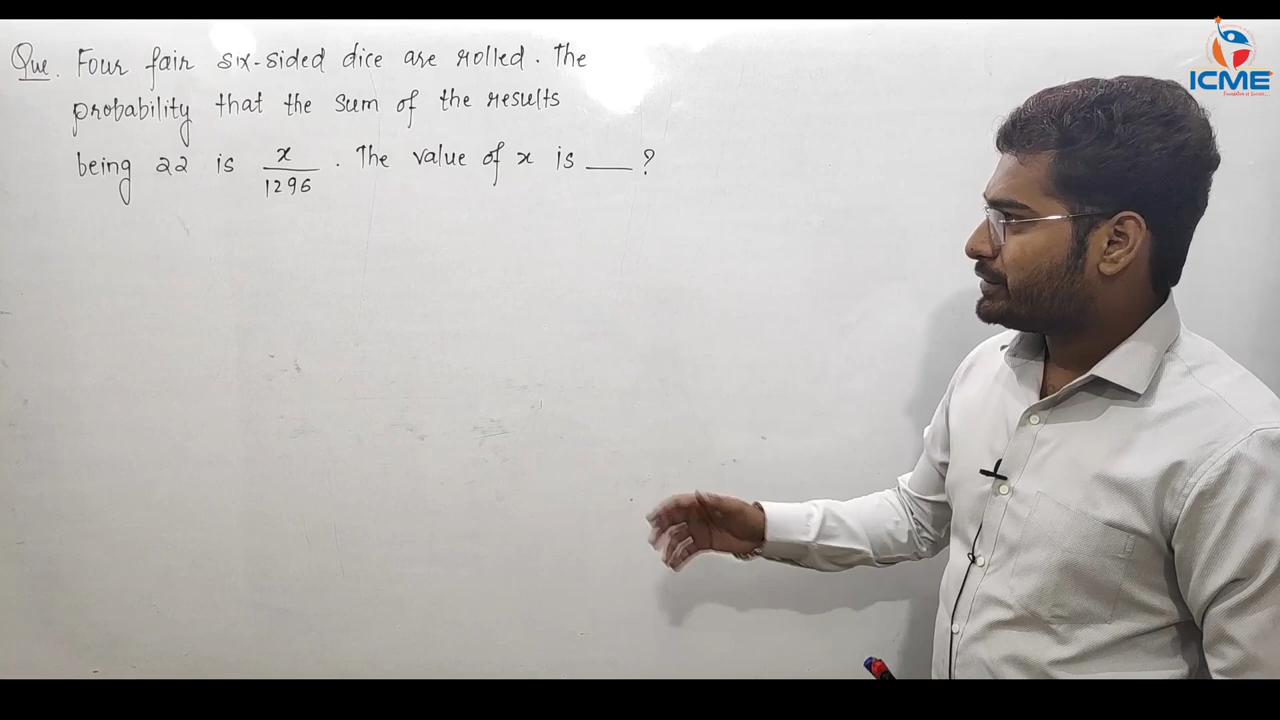 Que. Four fair six-sided dice are rolled. The
probability that the sum of the results
being 22 is x/1296. The value of x is ___?
ICME